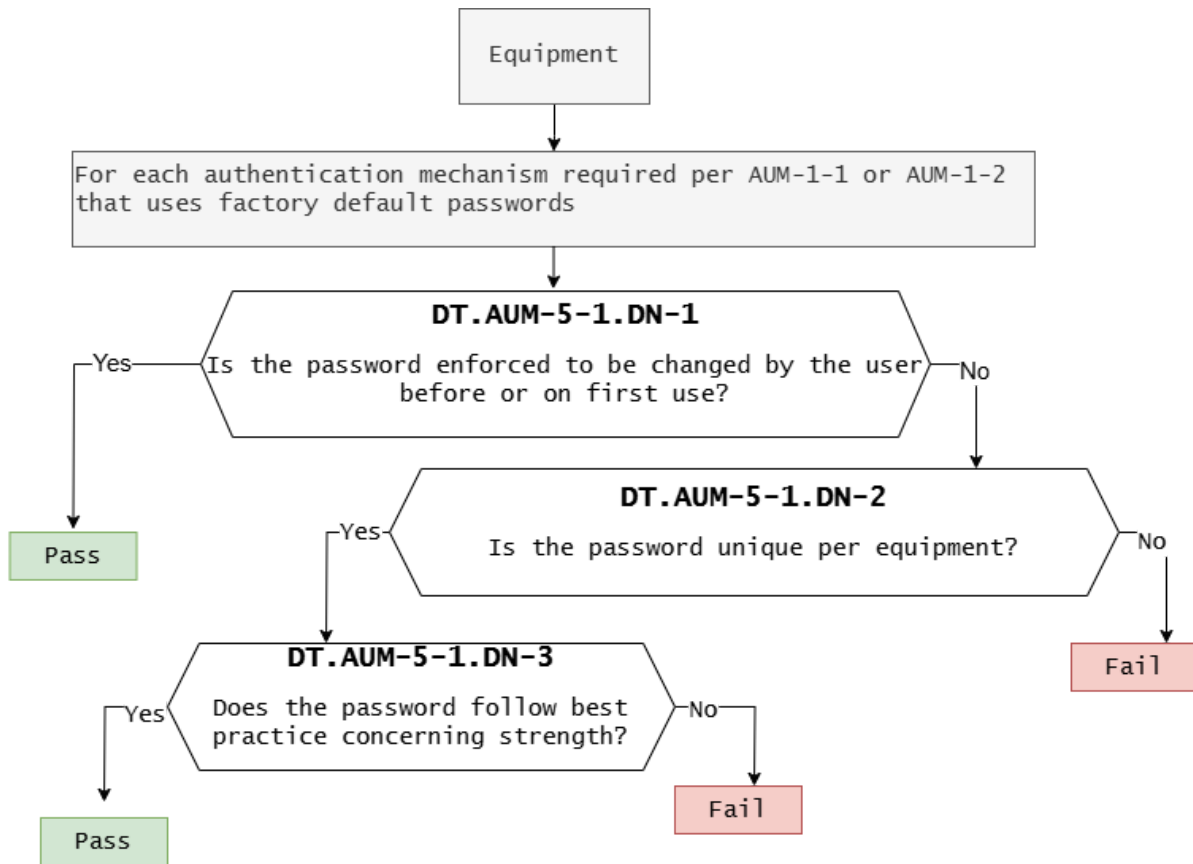 Equipment
For each authentication mechanism required per AUM-1-1 or AUM-1-2
that uses factory default passwords
DT.AUM-5-1.DN-1
Is the password enforced to be changed by the user
before or on first use?
Yes
No
DT.AUM-5-1.DN-2
Is the password unique per equipment?
Yes
No
Pass
DT.AUM-5-1.DN-3
Does the password follow best
practice concerning strength?
Yes
No
Fail
Fail
Pass